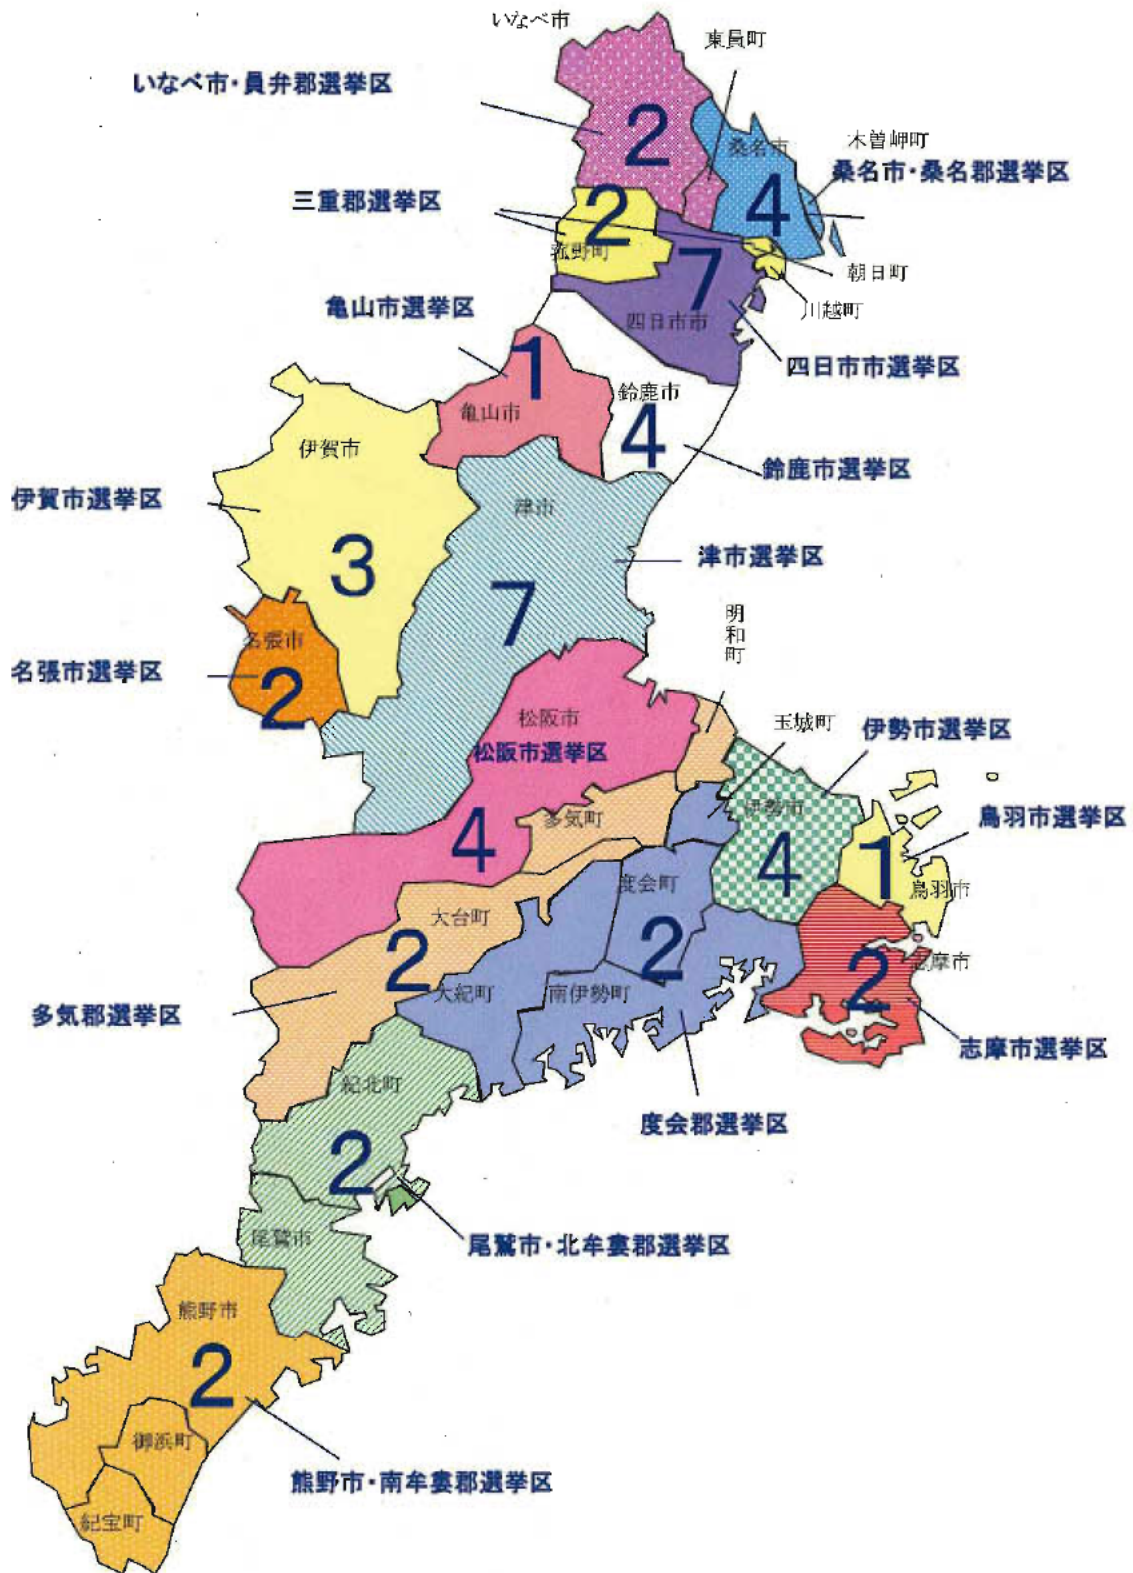 いなべ市
東員町
いなべ市・員弁郡選挙区
2
桑名市
木曽岬町
桑名市・桑名郡選挙区
4
三重郡選挙区
2
菰野町
7
朝日町
川越町
四日市市
亀山市選挙区
1
四日市市選挙区
鈴鹿市
亀山市
4
伊賀市
鈴鹿市選挙区
伊賀市選挙区
津市
3
津市選挙区
7
明和町
名張市
名張市選挙区
2
松阪市
玉城町
伊勢市選挙区
松阪市選挙区
伊勢市
多気町
鳥羽市選挙区
4
4
1
度会町
鳥羽市
大台町
2
2
志摩市
2
大紀町
南伊勢町
多気郡選挙区
志摩市選挙区
紀北町
度会郡選挙区
2
尾鷲市
尾鷲市・北牟婁郡選挙区
熊野市
2
御浜町
熊野市・南牟婁郡選挙区
紀宝町